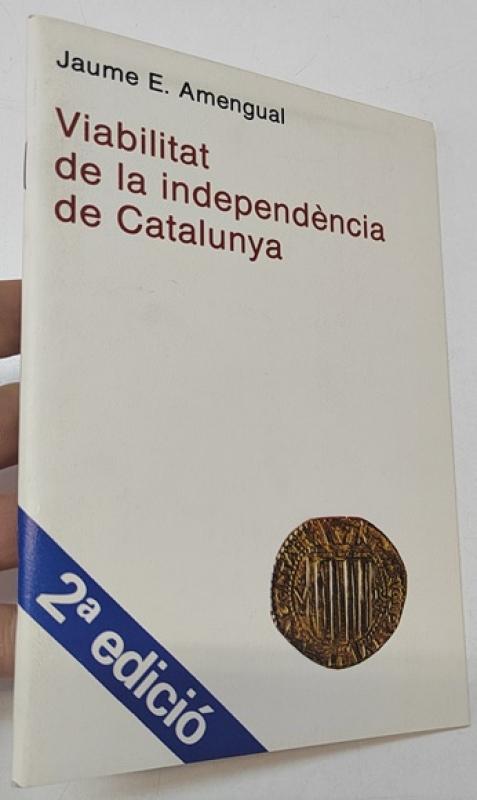 Jaume E. Amengual
Viabilitat
de la independència
de Catalunya
2ª edició